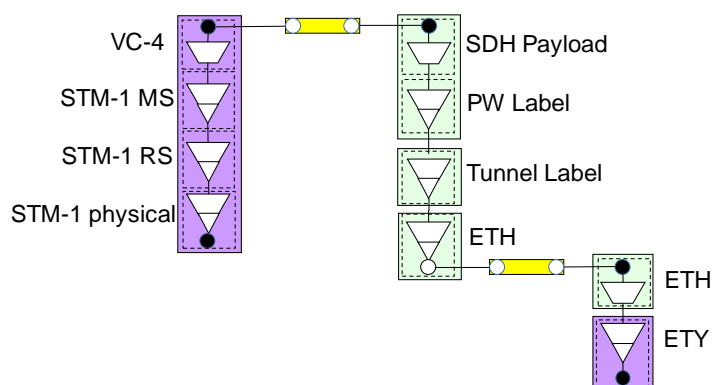 VC-4
STM-1 MS
STM-1 RS
STM-1 physical
SDH Payload
PW Label
Tunnel Label
ETH
ETH
ETY